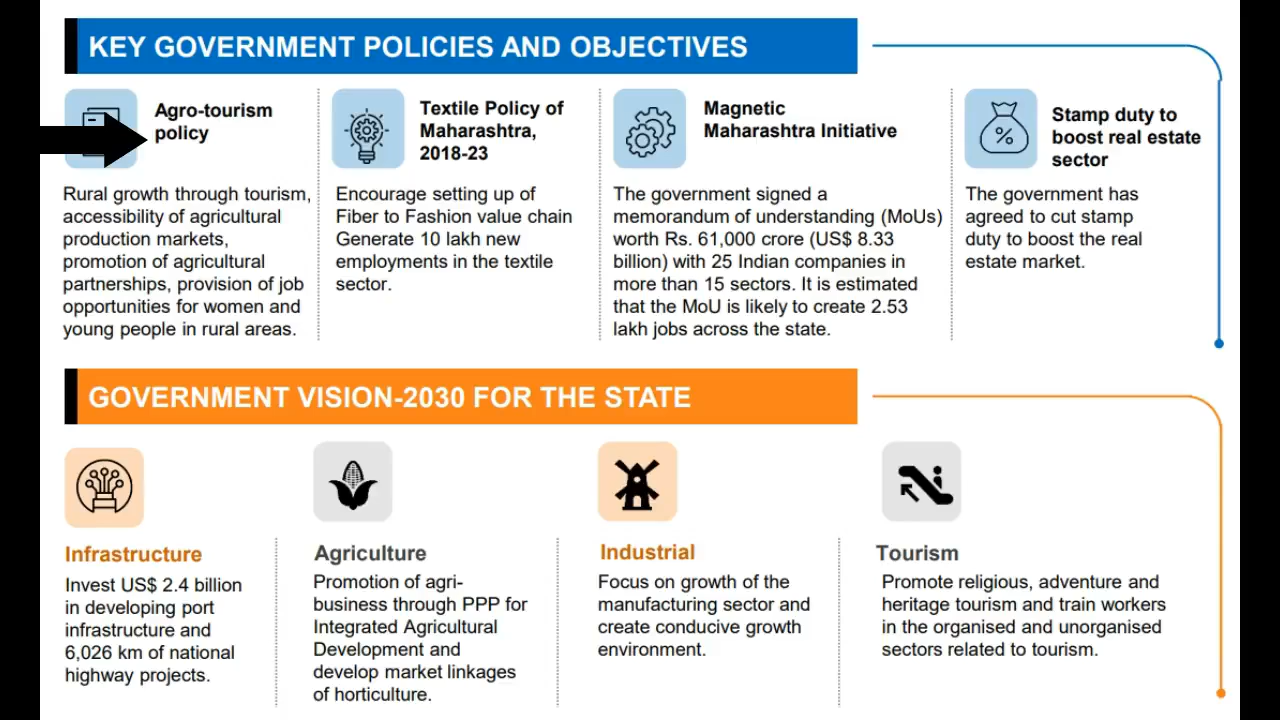 KEY GOVERNMENT POLICIES AND OBJECTIVES
Agro-tourism
policy
Rural growth through tourism,
accessibility of agricultural
production markets,
promotion of agricultural
partnerships, provision of job
opportunities for women and
young people in rural areas.
Textile Policy of
Maharashtra,
2018-23
Encourage setting up of
Fiber to Fashion value chain
Generate 10 lakh new
employments in the textile
sector.
Magnetic
Maharashtra Initiative
The government signed a
memorandum of understanding (MoUs)
worth Rs. 61,000 crore (US$ 8.33
billion) with 25 Indian companies in
more than 15 sectors. It is estimated
that the MoU is likely to create 2.53
lakh jobs across the state.
Stamp duty to
boost real estate
sector
The government has
agreed to cut stamp
duty to boost the real
estate market.
GOVERNMENT VISION-2030 FOR THE STATE
Infrastructure
Invest US$ 2.4 billion
in developing port
infrastructure and
6,026 km of national
highway projects.
Agriculture
Promotion of agri-
business through PPP for
Integrated Agricultural
Development and
develop market linkages
of horticulture.
Industrial
Focus on growth of the
manufacturing sector and
create conducive growth
environment.
Tourism
Promote religious, adventure and
heritage tourism and train workers
in the organised and unorganised
sectors related to tourism.